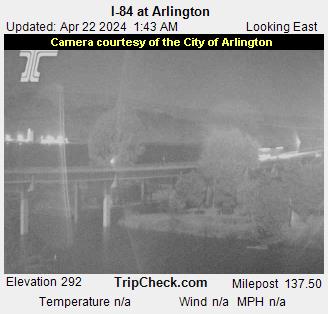 I-84 at Arlington
Updated: Apr 22 2024 1:43 AM Looking East
Camera courtesy of the City of Arlington
Elevation 292 TripCheck.com Milepost 137.50
Temperature n/a Wind n/a MPH n/a